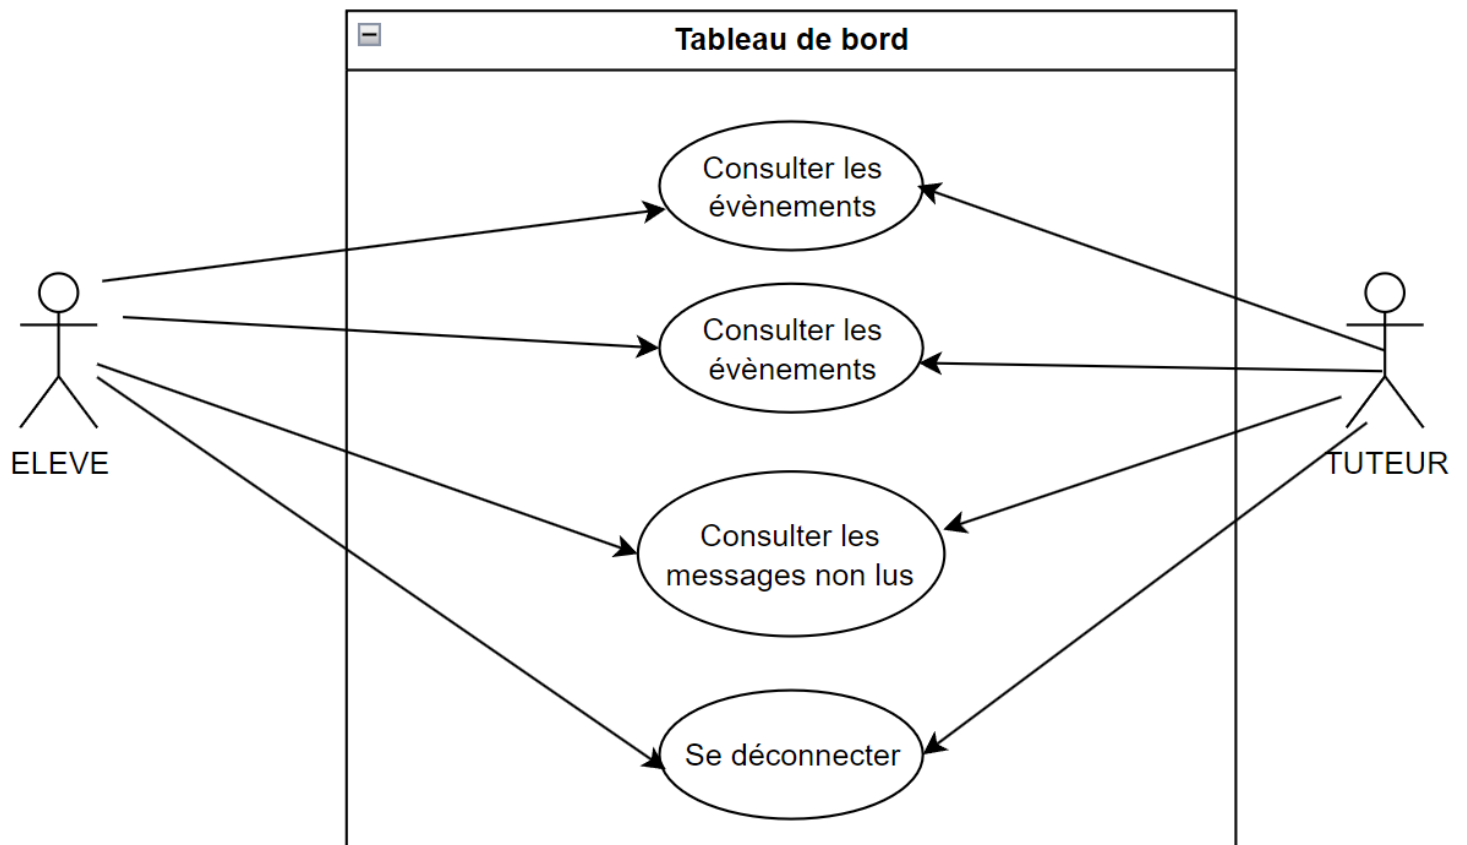 Tableau de bord
Consulter les
évènements
Consulter les
évènements
ELEVE
TUTEUR
Consulter les
messages non lus
Se déconnecter